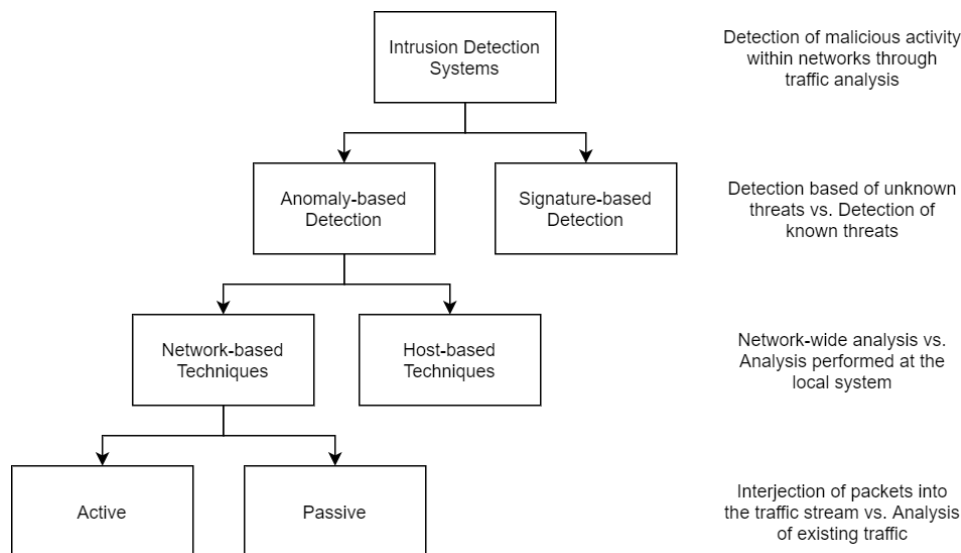 Intrusion Detection
Systems
Detection of malicious activity
within networks through
traffic analysis
Anomaly-based
Detection
Signature-based
Detection
Detection based of unknown
threats vs. Detection of
known threats
Network-based
Techniques
Host-based
Techniques
Network-wide analysis vs.
Analysis performed at the
local system
Active
Passive
Interjection of packets into
the traffic stream vs. Analysis
of existing traffic